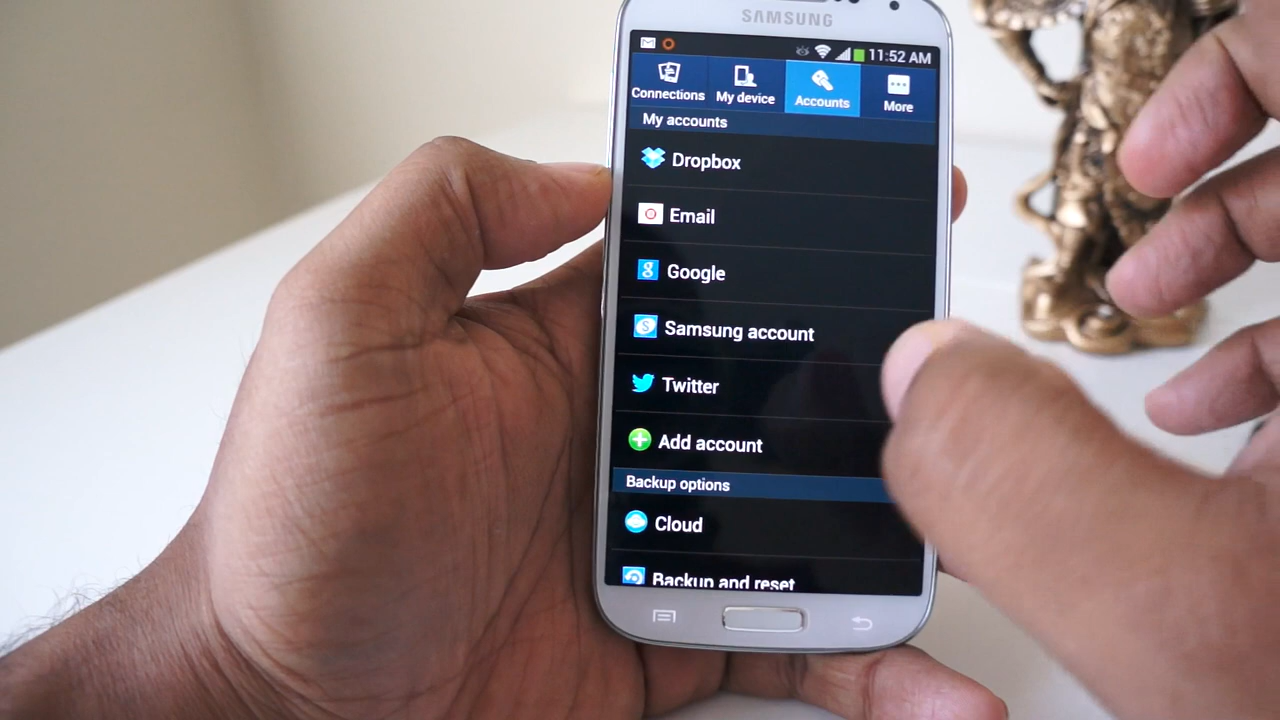 SAMSUNG
11:52 AM
Connections My device Accounts More
My accounts
Dropbox
Email
Google
Samsung account
Twitter
Add account
Backup options
Cloud
Backup and reset